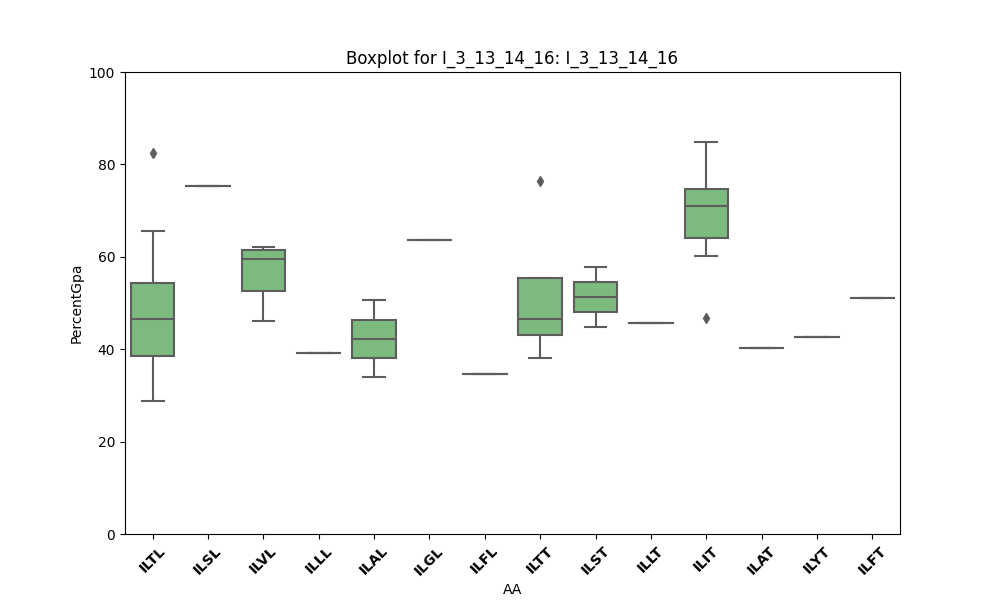 Boxplot for I_3_13_14_16: I_3_13_14_16
100
80
60
40
20
0
PercentGpa
ILTL ILSL ILVL ILLL ILAL ILGL ILFL ILTT ILST ILLT ILIT ILAT ILYT ILFT
AA